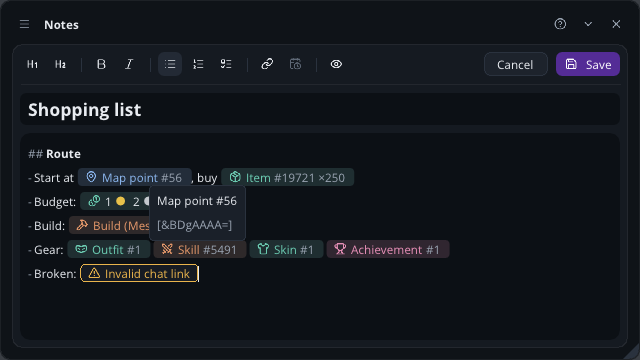 Notes
H1 H2 B I Cancel Save
Shopping list
## Route
- Start at Map point #56 , buy Item #19721 ×250
- Budget: 1 2
Map point #56
[&BDgAAAA=]
- Build: Build (Mes
- Gear: Outfit #1 Skill #5491 Skin #1 Achievement #1
- Broken: Invalid chat link